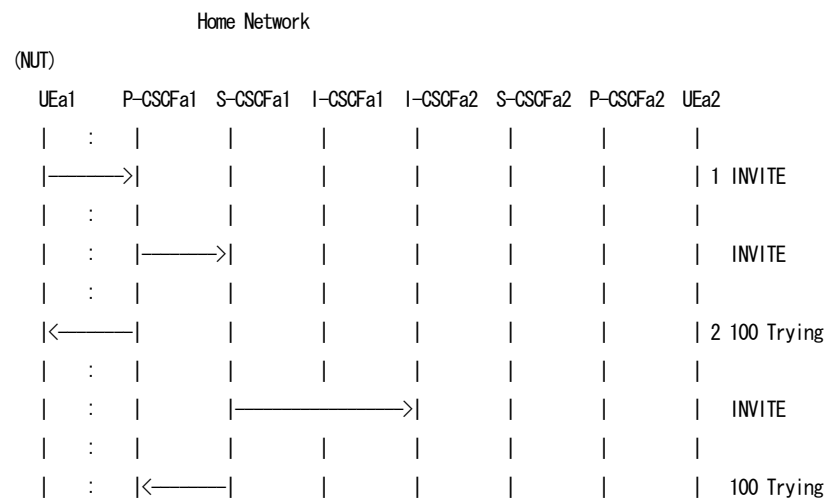 Home Network
(NUT)
UEa1 P-CSCFa1 S-CSCFa1 I-CSCFa1 I-CSCFa2 S-CSCFa2 P-CSCFa2 UEa2
| : | | | | | | |
|-------->| | | | | | | 1 INVITE
| : | | | | | | |
| : |-------->| | | | | | INVITE
| : | | | | | | |
|<--------| | | | | | | 2 100 Trying
| : | | | | | | |
| : | |------------------>| | | | INVITE
| : | | | | | | |
| : |<--------| | | | | | 100 Trying